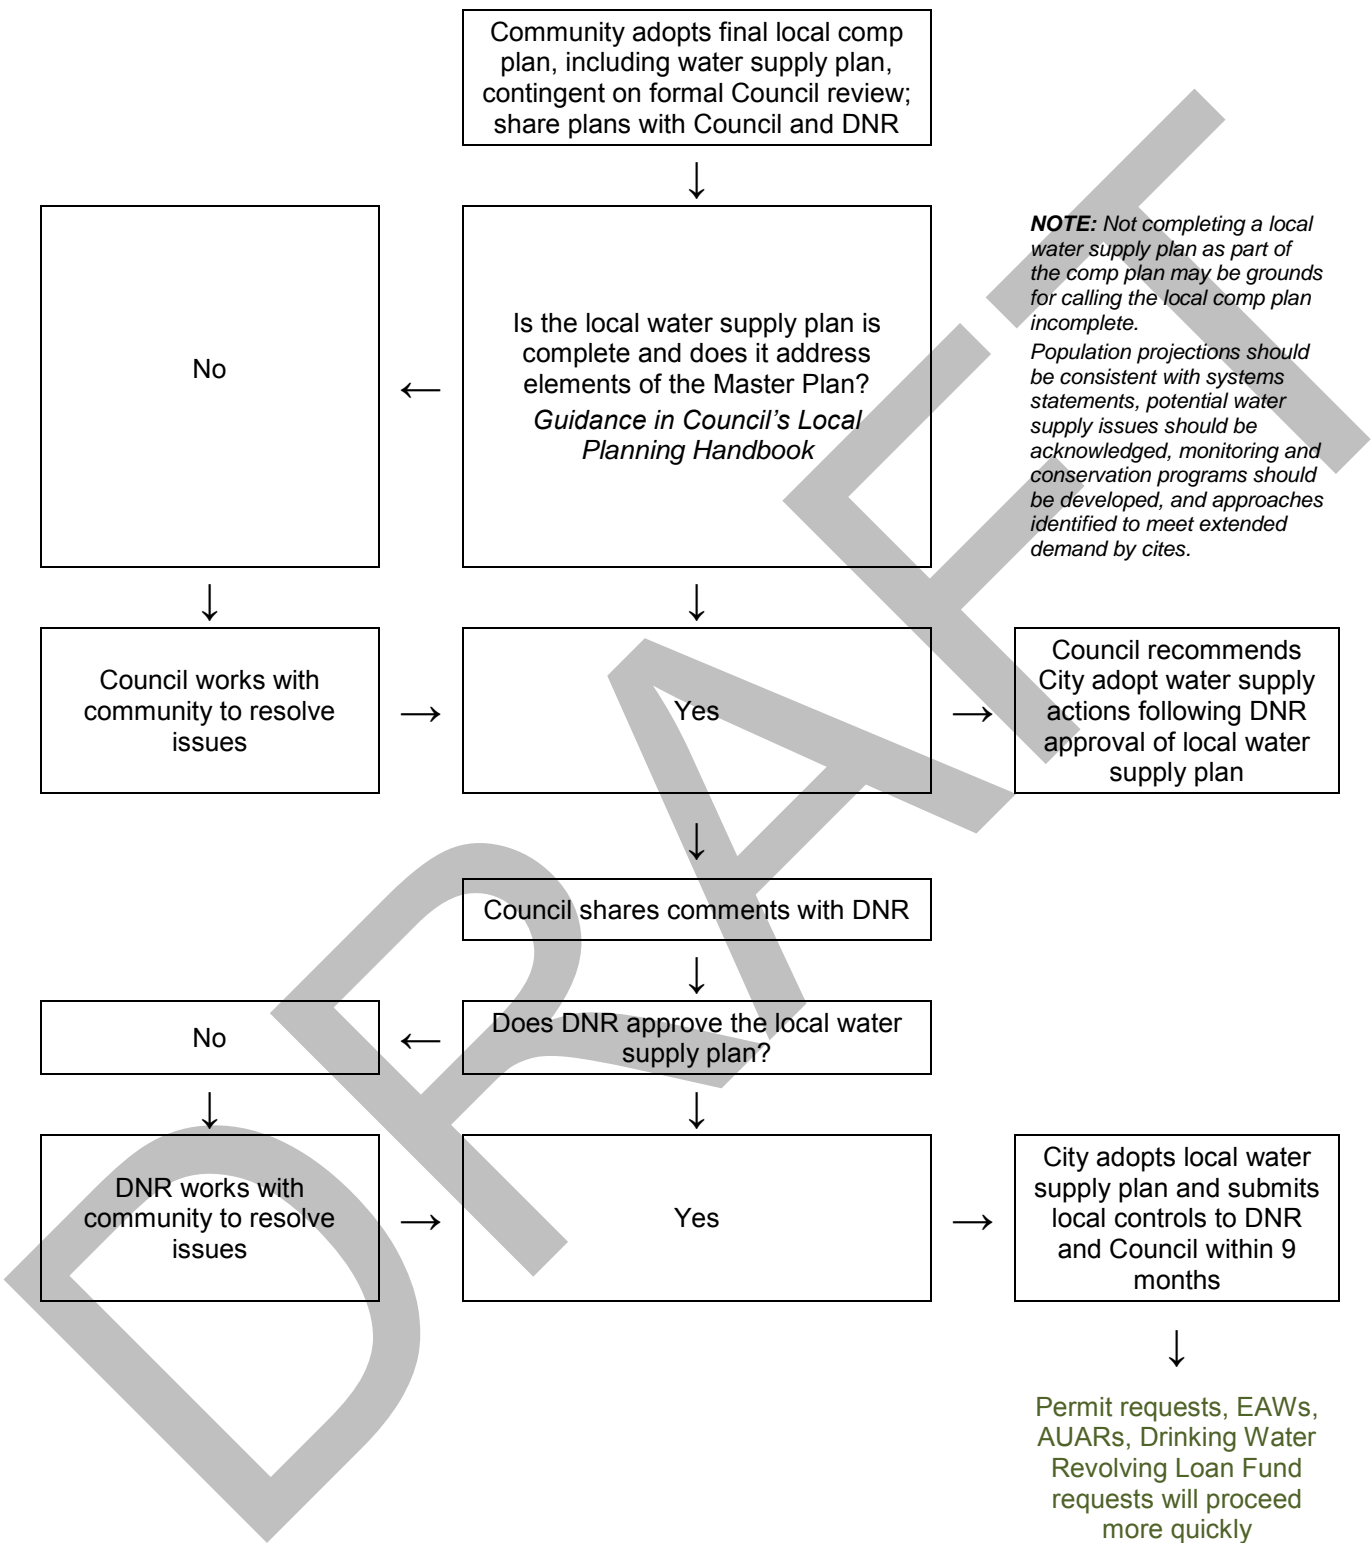 Community adopts final local comp
plan, including water supply plan,
contingent on formal Council review;
share plans with Council and DNR
↓
No
←
Is the local water supply plan is
complete and does it address
elements of the Master Plan?
Guidance in Council's Local
Planning Handbook
NOTE: Not completing a local
water supply plan as part of
the comp plan may be grounds
for calling the local comp plan
incomplete.
Population projections should
be consistent with systems
statements, potential water
supply issues should be
acknowledged, monitoring and
conservation programs should
be developed, and approaches
identified to meet extended
demand by cites.
↓
↓
Council works with
community to resolve
issues
→
Yes
→
Council recommends
City adopt water supply
actions following DNR
approval of local water
supply plan
↓
Council shares comments with DNR
↓
No
←
Does DNR approve the local water
supply plan?
↓
↓
DNR works with
community to resolve
issues
→
Yes
→
City adopts local water
supply plan and submits
local controls to DNR
and Council within 9
months
↓
Permit requests, EAWs,
AUARs, Drinking Water
Revolving Loan Fund
requests will proceed
more quickly
DRAFT